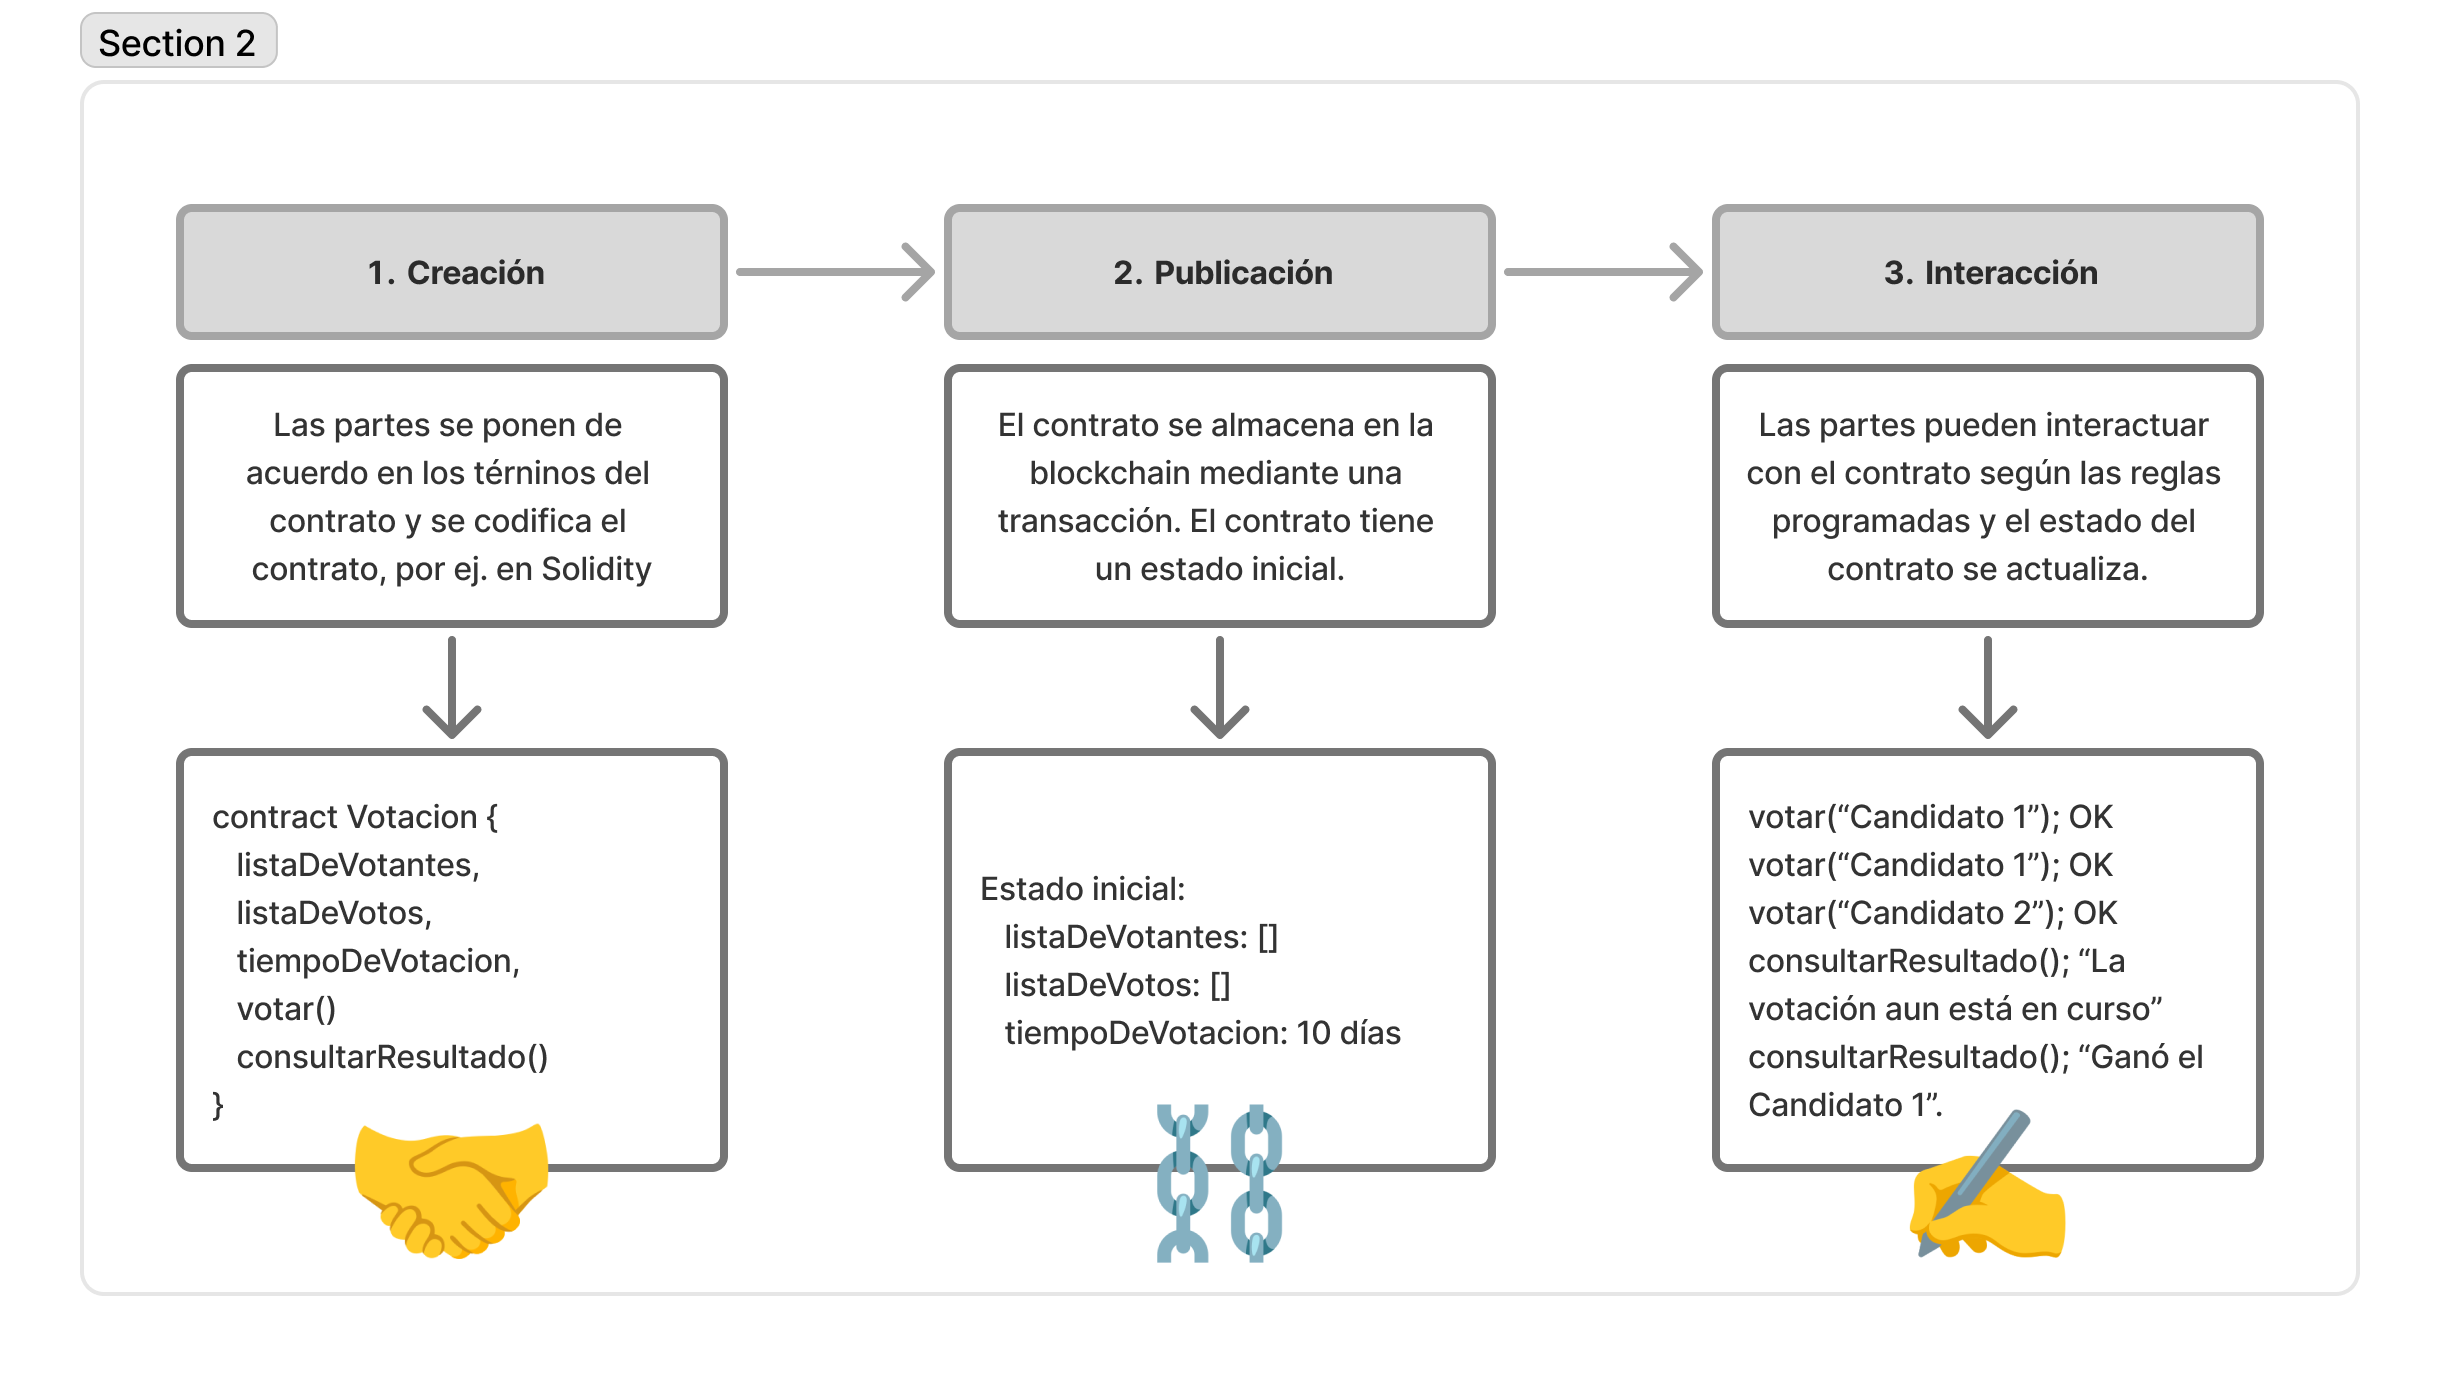 Section 2
1. Creación
2. Publicación
3. Interacción
Las partes se ponen de
acuerdo en los térninos del
contrato y se codifica el
contrato, por ej. en Solidity
El contrato se almacena en la
blockchain mediante una
transacción. El contrato tiene
un estado inicial.
Las partes pueden interactuar
con el contrato según las reglas
programadas y el estado del
contrato se actualiza.
contract Votacion {
listaDeVotantes,
listaDeVotos,
tiempoDeVotacion,
votar()
consultarResultado()
}
Estado inicial:
listaDeVotantes: []
listaDeVotos: []
tiempoDeVotacion: 10 días
votar(“Candidato 1”); OK
votar(“Candidato 1”); OK
votar(“Candidato 2”); OK
consultarResultado(); “La
votación aun está en curso”
consultarResultado(); “Ganó el
Candidato 1”.